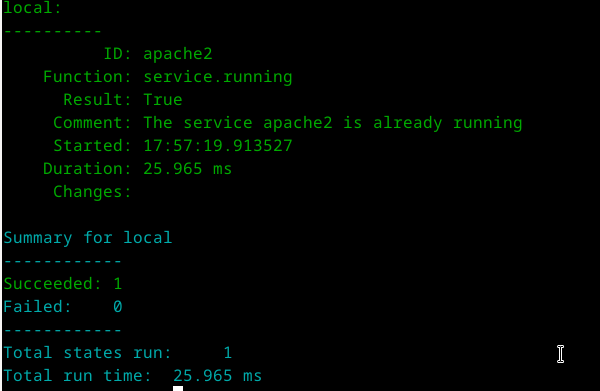 local:
----------
          ID: apache2
    Function: service.running
      Result: True
     Comment: The service apache2 is already running
     Started: 17:57:19.913527
    Duration: 25.965 ms
     Changes:

Summary for local
------------
Succeeded: 1
Failed:    0
------------
Total states run:     1
Total run time:  25.965 ms